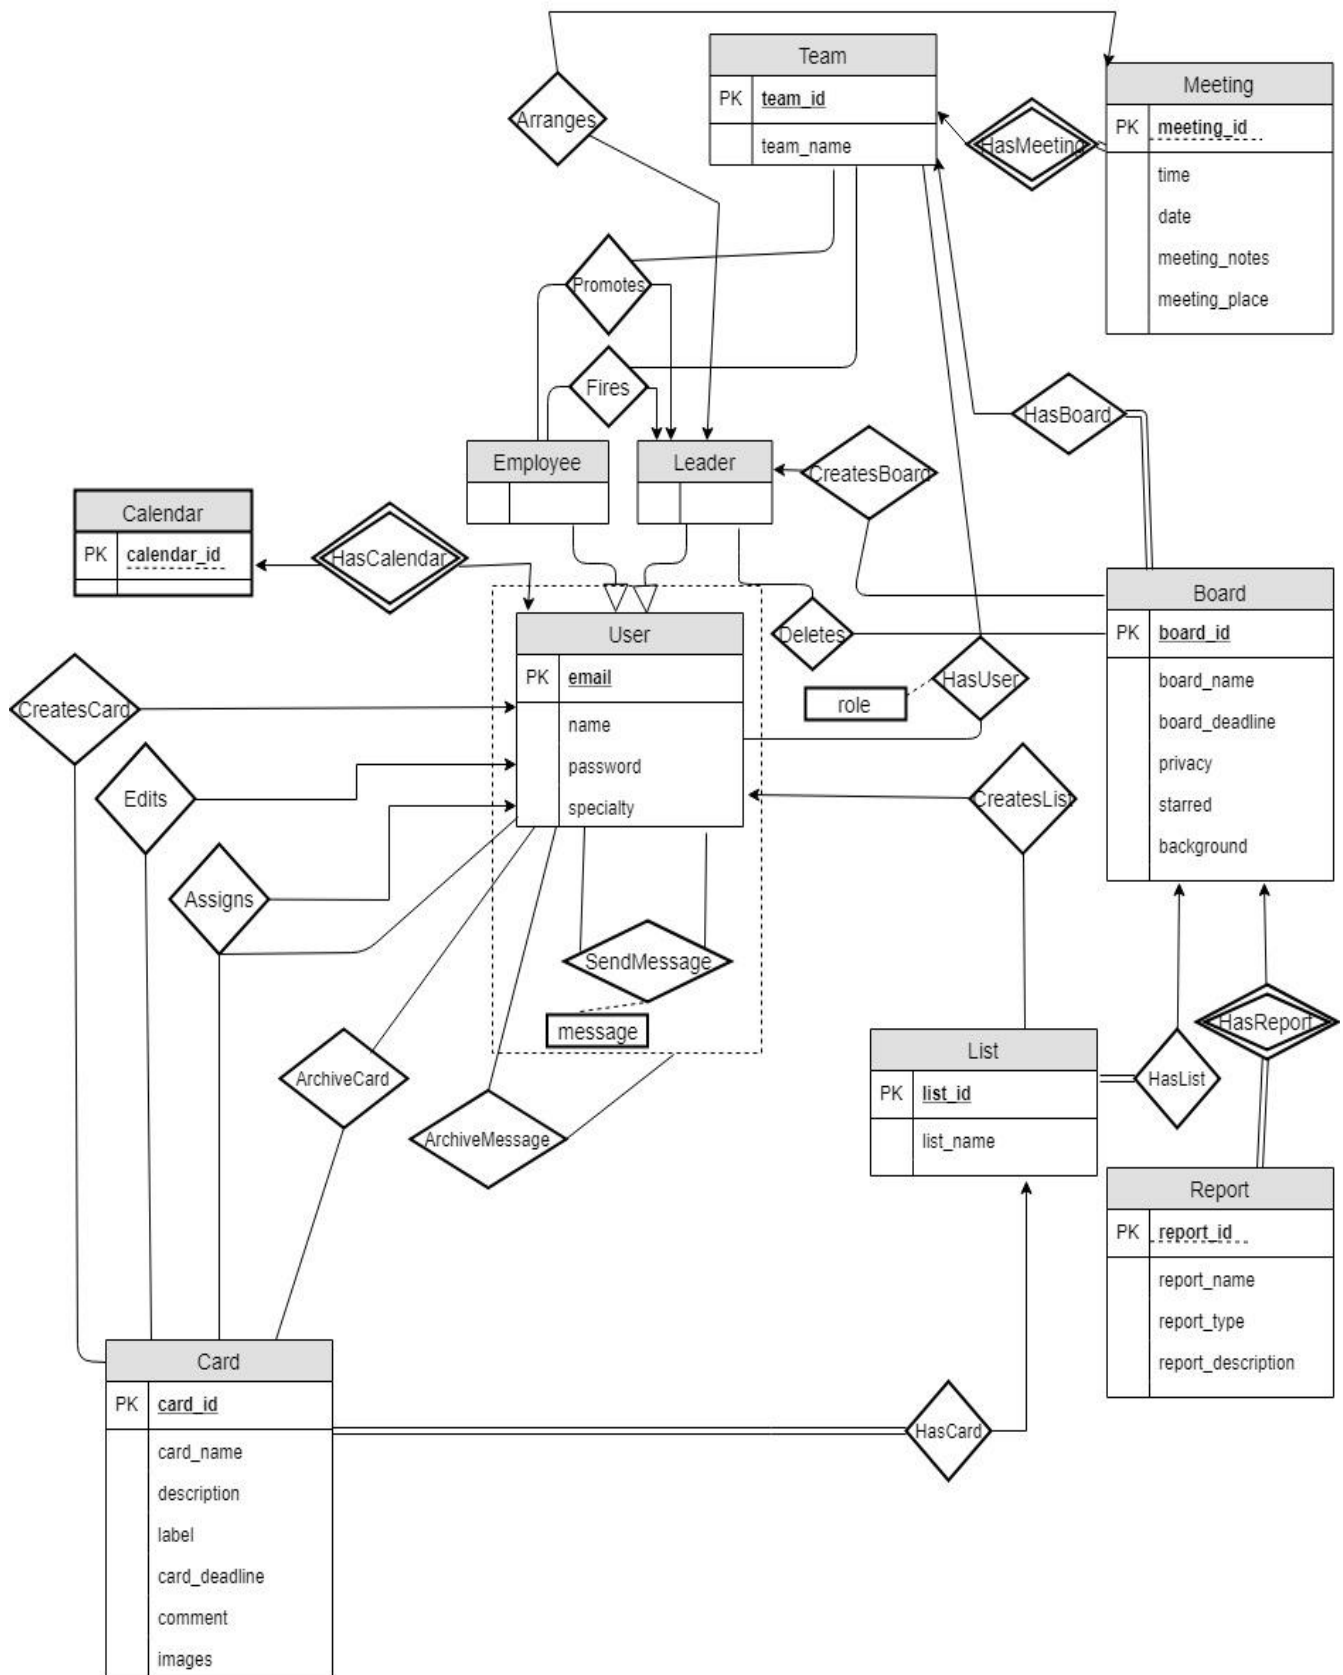 Team
PK team_id
team_name
Meeting
PK meeting_id
time
date
meeting_notes
meeting_place
Arranges
HasMeeting
Promotes
Fires
HasBoard
Employee
Leader
CreatesBoard
Calendar
PK calendar_id
HasCalendar
User
PK email
name
password
specialty
Deletes
HasUser
role
Board
PK board_id
board_name
board_deadline
privacy
starred
background
CreatesCard
Edits
Assigns
CreatesList
SendMessage
message
ArchiveCard
ArchiveMessage
List
PK list_id
list_name
HasList
HasReport
Report
PK report_id
report_name
report_type
report_description
Card
PK card_id
card_name
description
label
card_deadline
comment
images
HasCard